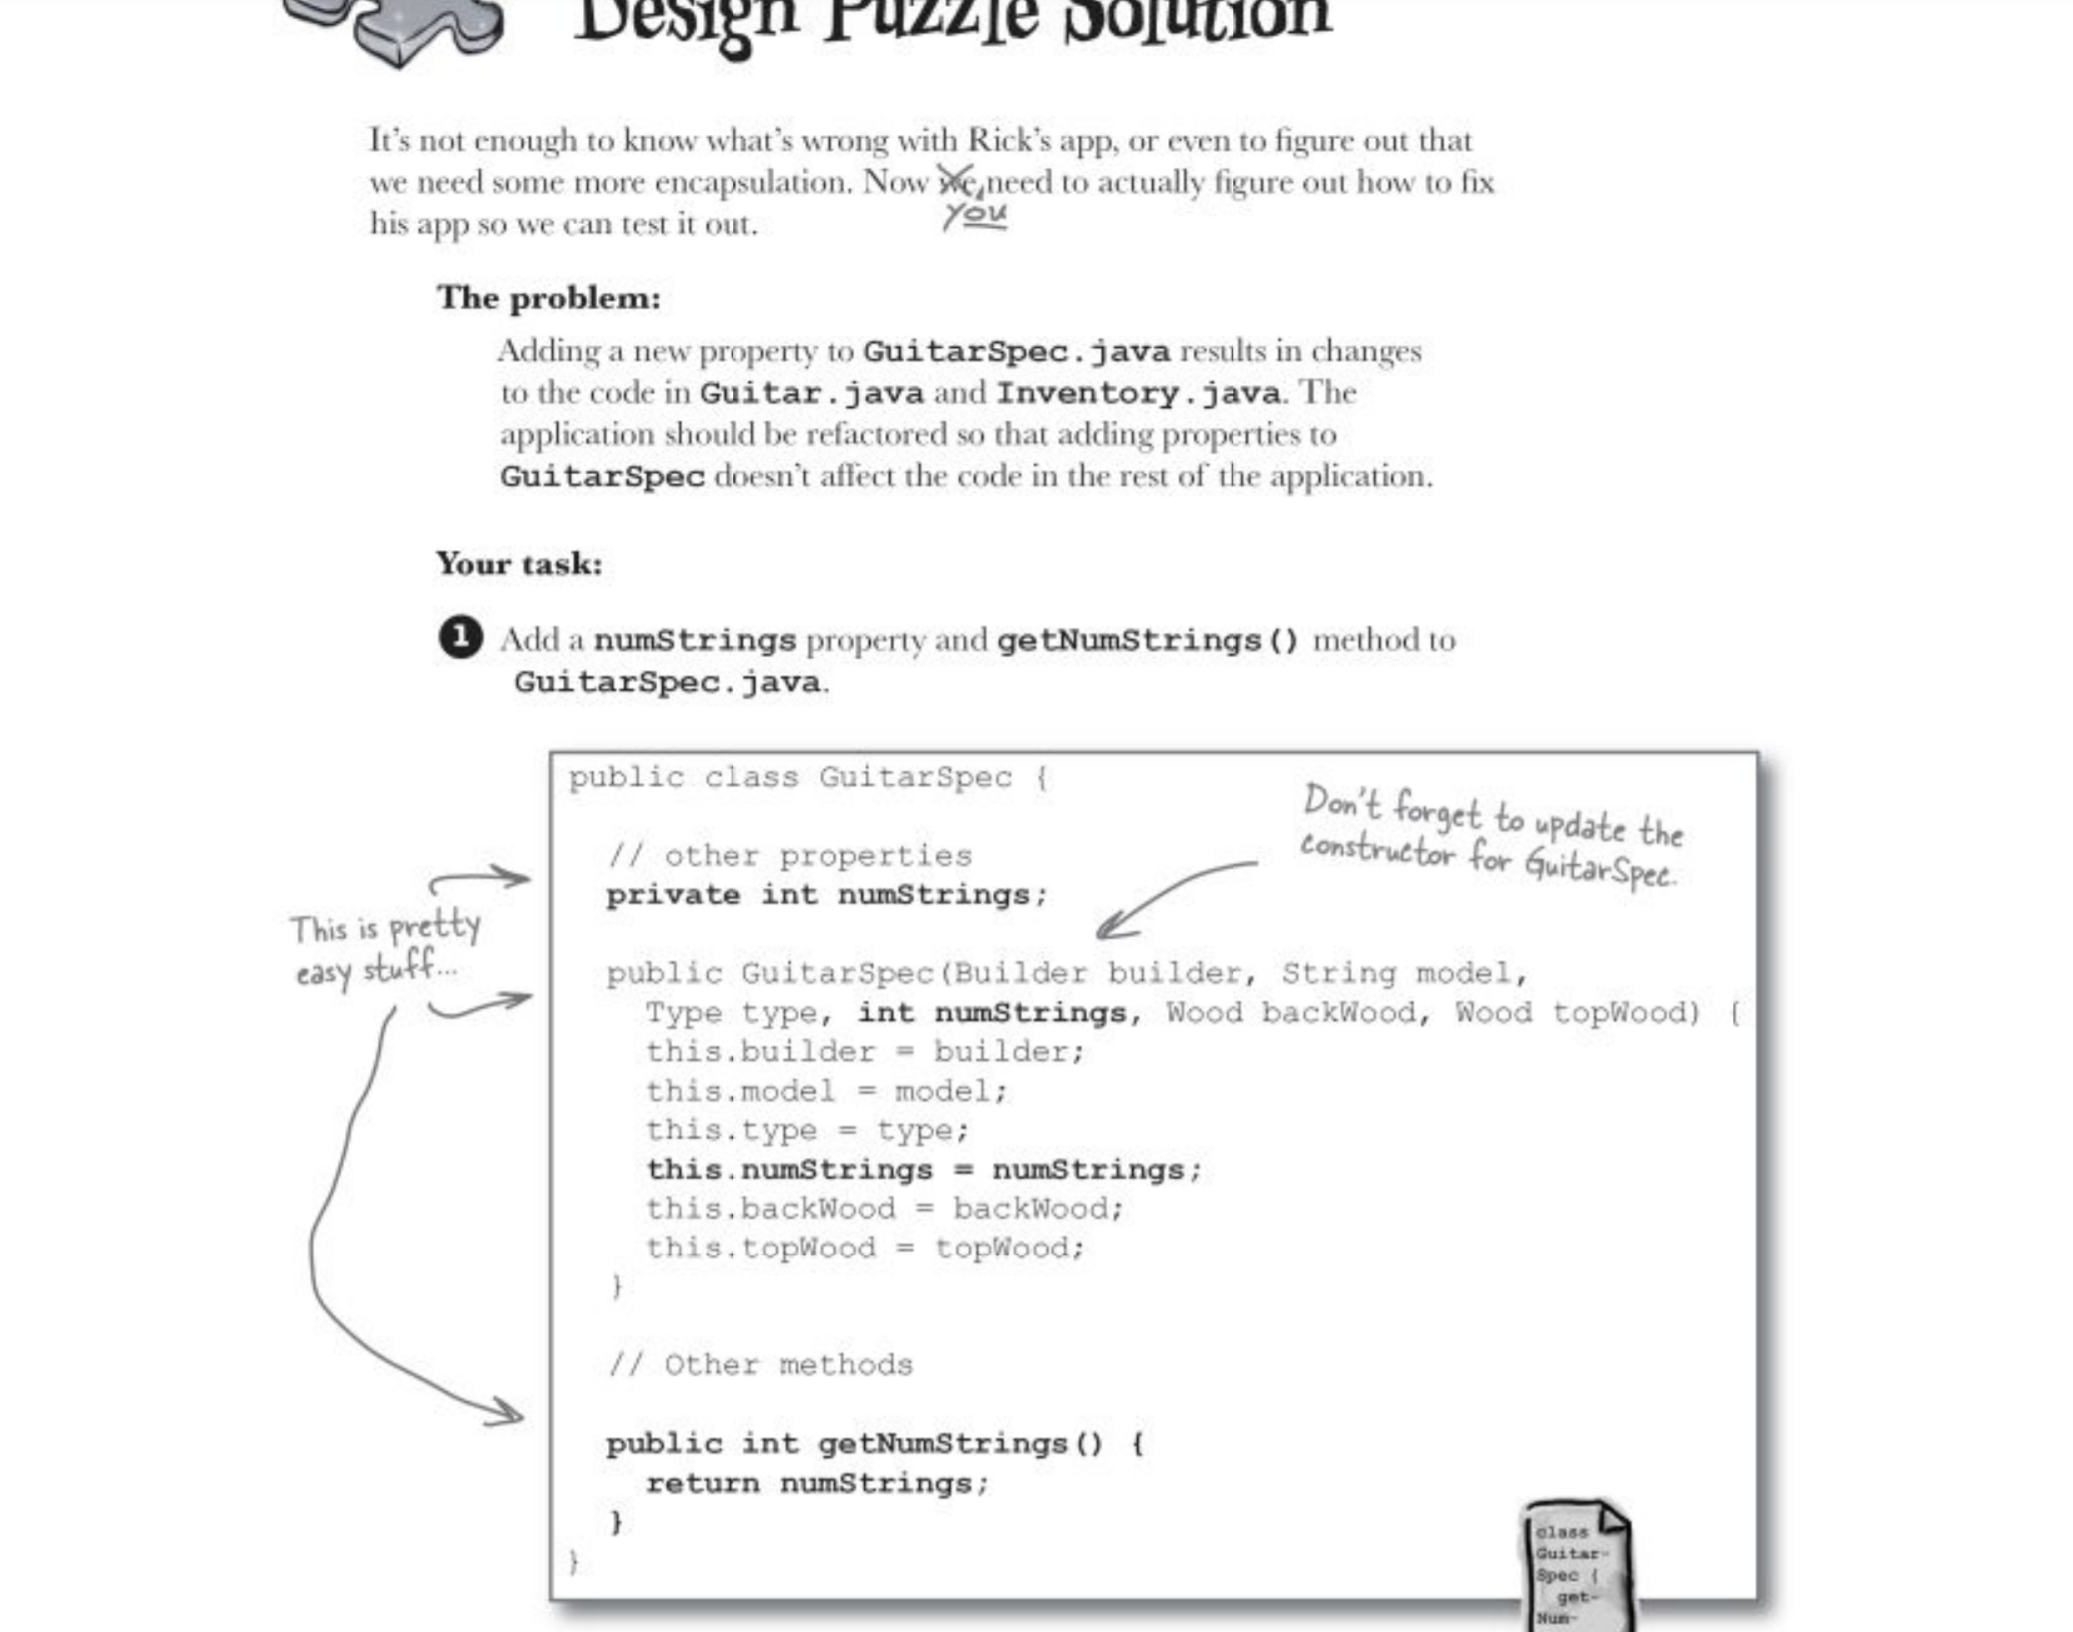 Design Puzzle Solution
It's not enough to know what's wrong with Rick's app, or even to figure out that
we need some more encapsulation. Now we need to actually figure out how to fix
you
his app so we can test it out.
The problem:
Adding a new property to GuitarSpec.java results in changes
to the code in Guitar.java and Inventory.java. The
application should be refactored so that adding properties to
GuitarSpec doesn't affect the code in the rest of the application.
Your task:
1 Add a numStrings property and getNumStrings() method to
GuitarSpec.java.
public class GuitarSpec {
Don't forget to update the
constructor for GuitarSpec.
// other properties
private int numStrings;
This is pretty
easy stuff...
public GuitarSpec(Builder builder, String model,
Type type, int numStrings, Wood backWood, Wood topWood) {
this.builder = builder;
this.model = model;
this.type = type;
this.numStrings = numStrings;
this.backWood = backWood;
this.topWood = topWood;
}
// Other methods
public int getNumStrings() {
return numStrings;
}
}
class
Guitar-
Spec {
get-
Num-